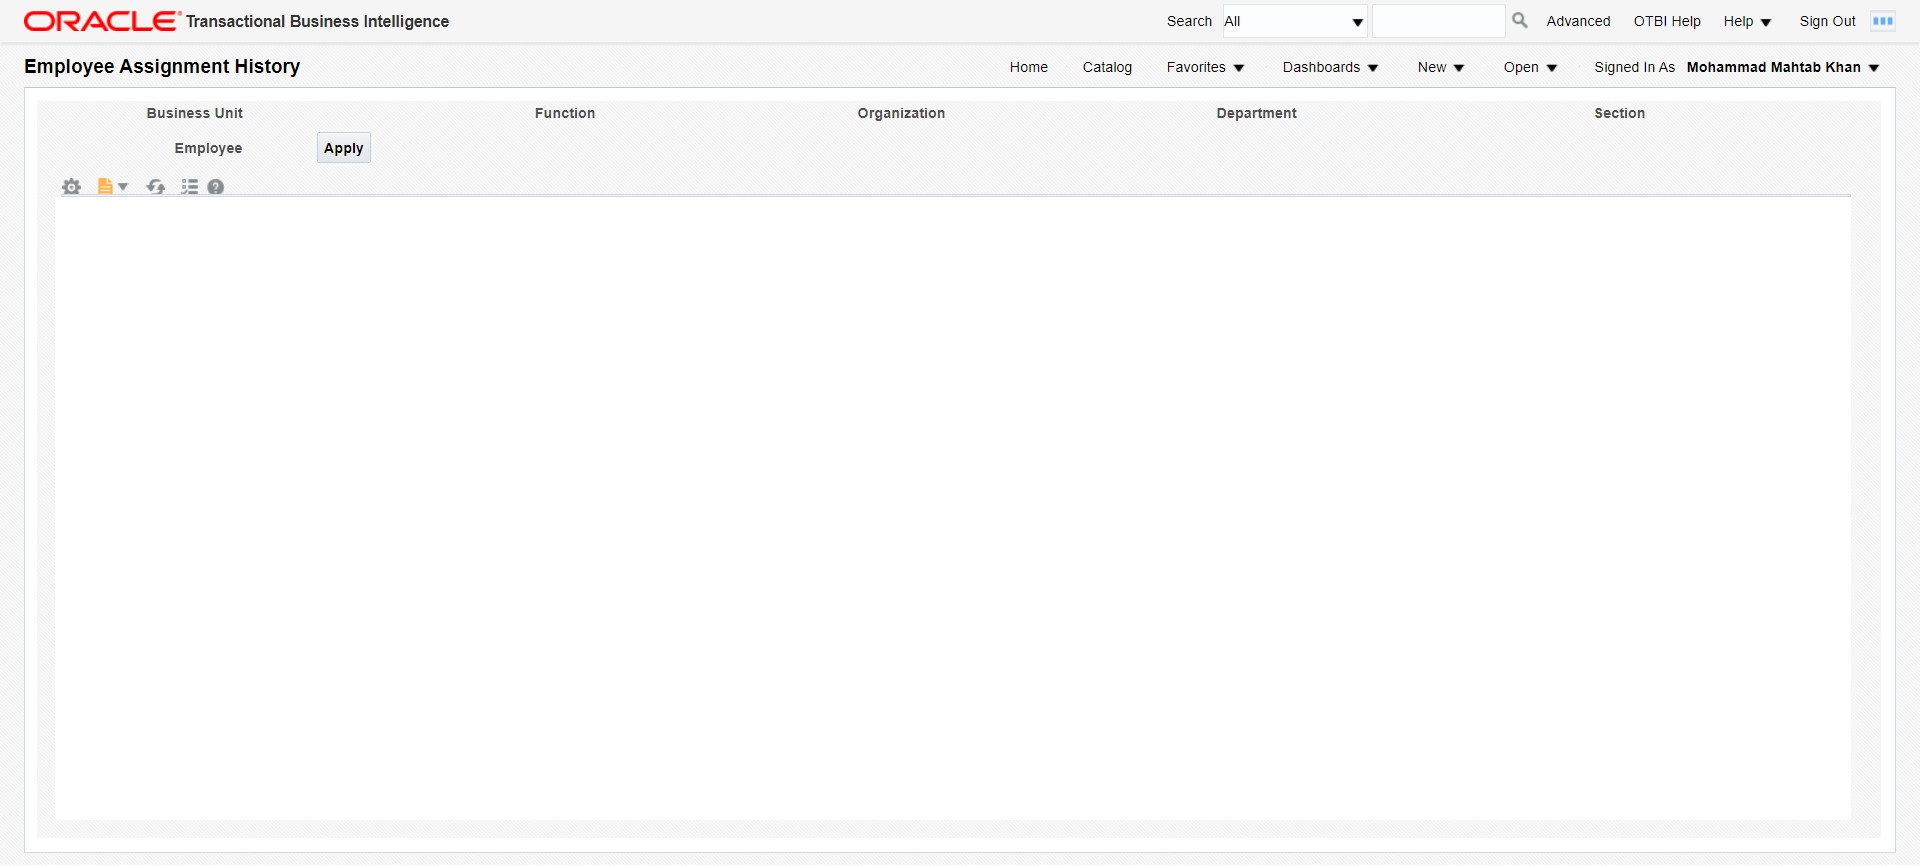 ORACLE Transactional Business Intelligence Search All Advanced OTBI Help Help Sign Out
Employee Assignment History Home Catalog Favorites Dashboards New Open Signed In As Mohammad Mahtab Khan
Business Unit Function Organization Department Section
Employee Apply